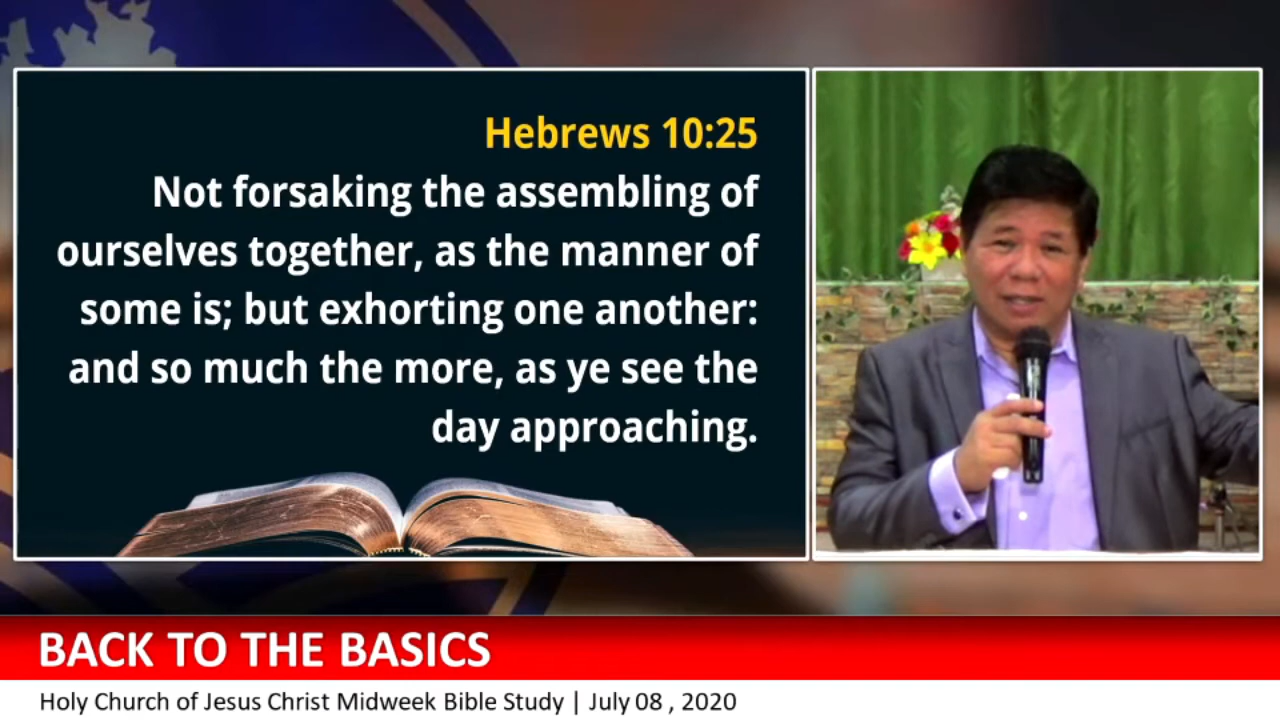 Hebrews 10:25
Not forsaking the assembling of
ourselves together, as the manner of
some is; but exhorting one another:
and so much the more, as ye see the
day approaching.
BACK TO THE BASICS
Holy Church of Jesus Christ Midweek Bible Study | July 08 , 2020